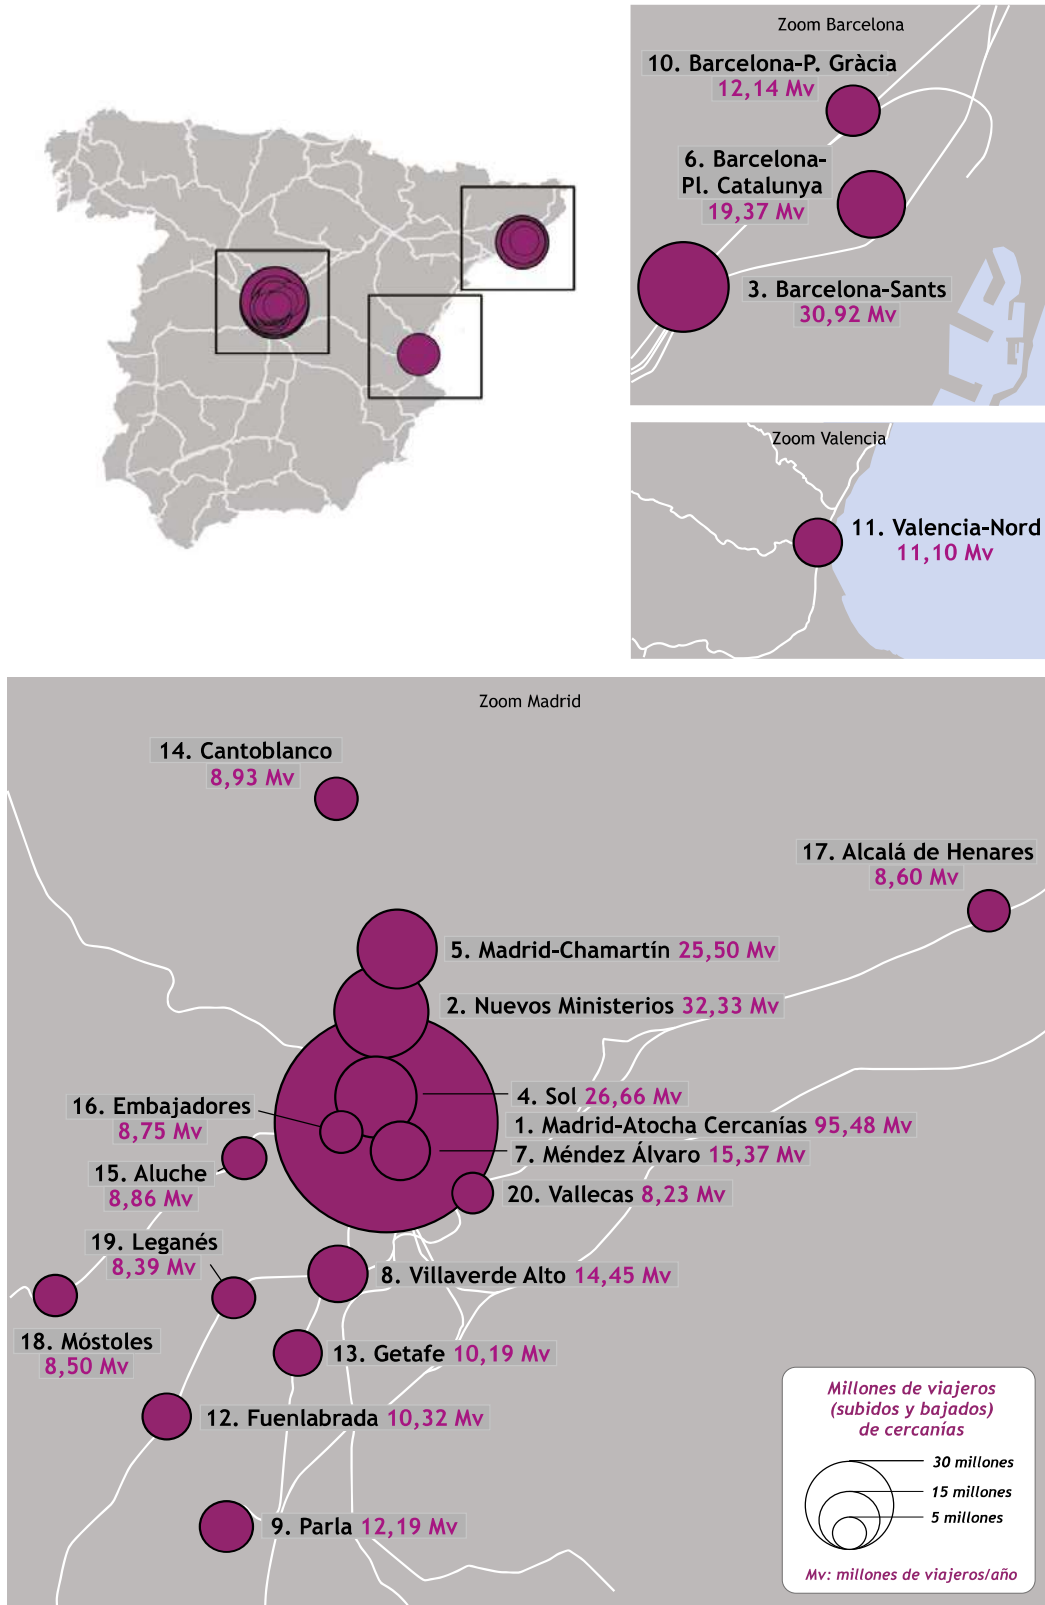 Zoom Barcelona
10. Barcelona-P. Gràcia
12,14 Mv
6. Barcelona-
Pl. Catalunya
19,37 Mv
3. Barcelona-Sants
30,92 Mv
Zoom Valencia
11. Valencia-Nord
11,10 Mv
Zoom Madrid
14. Cantoblanco
8,93 Mv
17. Alcalá de Henares
8,60 Mv
5. Madrid-Chamartín 25,50 Mv
2. Nuevos Ministerios 32,33 Mv
4. Sol 26,66 Mv
16. Embajadores
8,75 Mv
1. Madrid-Atocha Cercanías 95,48 Mv
7. Méndez Álvaro 15,37 Mv
15. Aluche
8,86 Mv
20. Vallecas 8,23 Mv
19. Leganés
8,39 Mv
8. Villaverde Alto 14,45 Mv
18. Móstoles
8,50 Mv
13. Getafe 10,19 Mv
12. Fuenlabrada 10,32 Mv
9. Parla 12,19 Mv
Millones de viajeros
(subidos y bajados)
de cercanías
30 millones
15 millones
5 millones
Mv: millones de viajeros/año